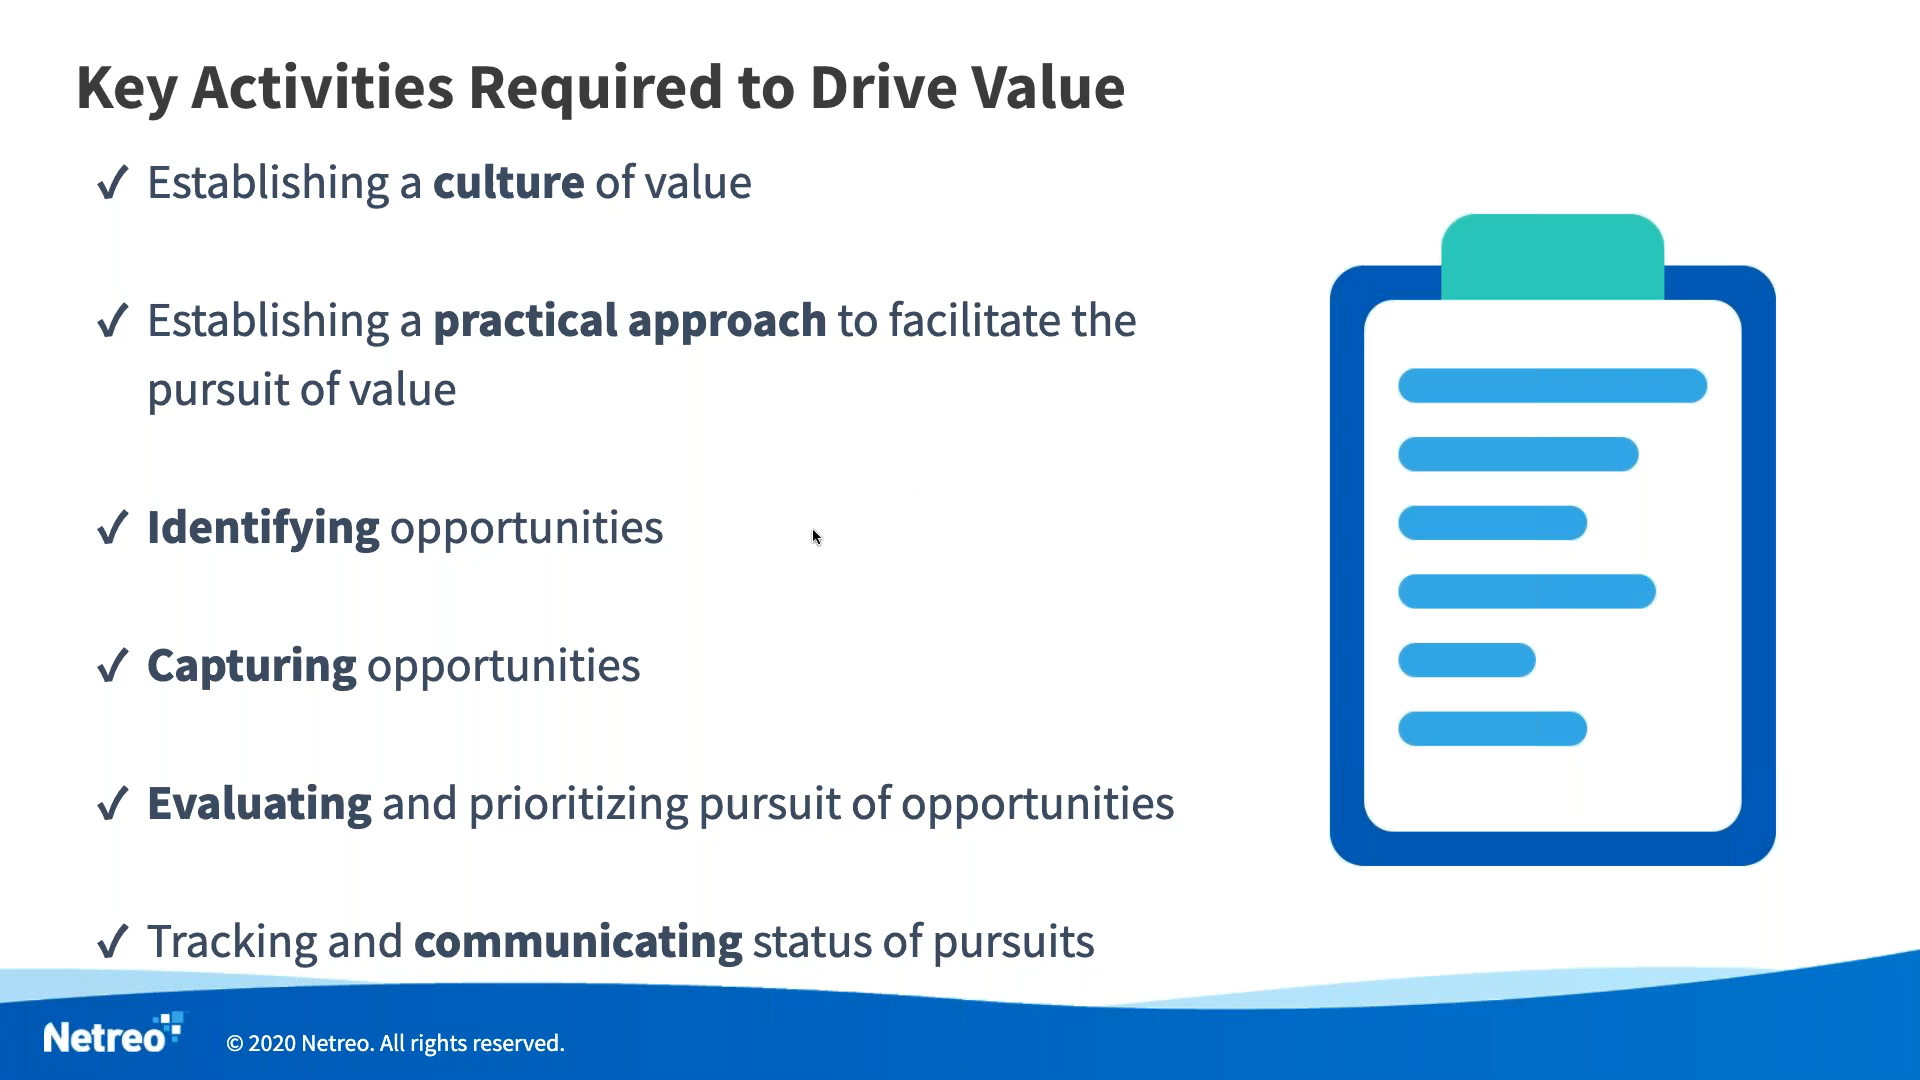 Key Activities Required to Drive Value
✓ Establishing a culture of value
✓ Establishing a practical approach to facilitate the
pursuit of value
✓ Identifying opportunities
✓ Capturing opportunities
✓ Evaluating and prioritizing pursuit of opportunities
✓ Tracking and communicating status of pursuits
Netreo
© 2020 Netreo. All rights reserved.